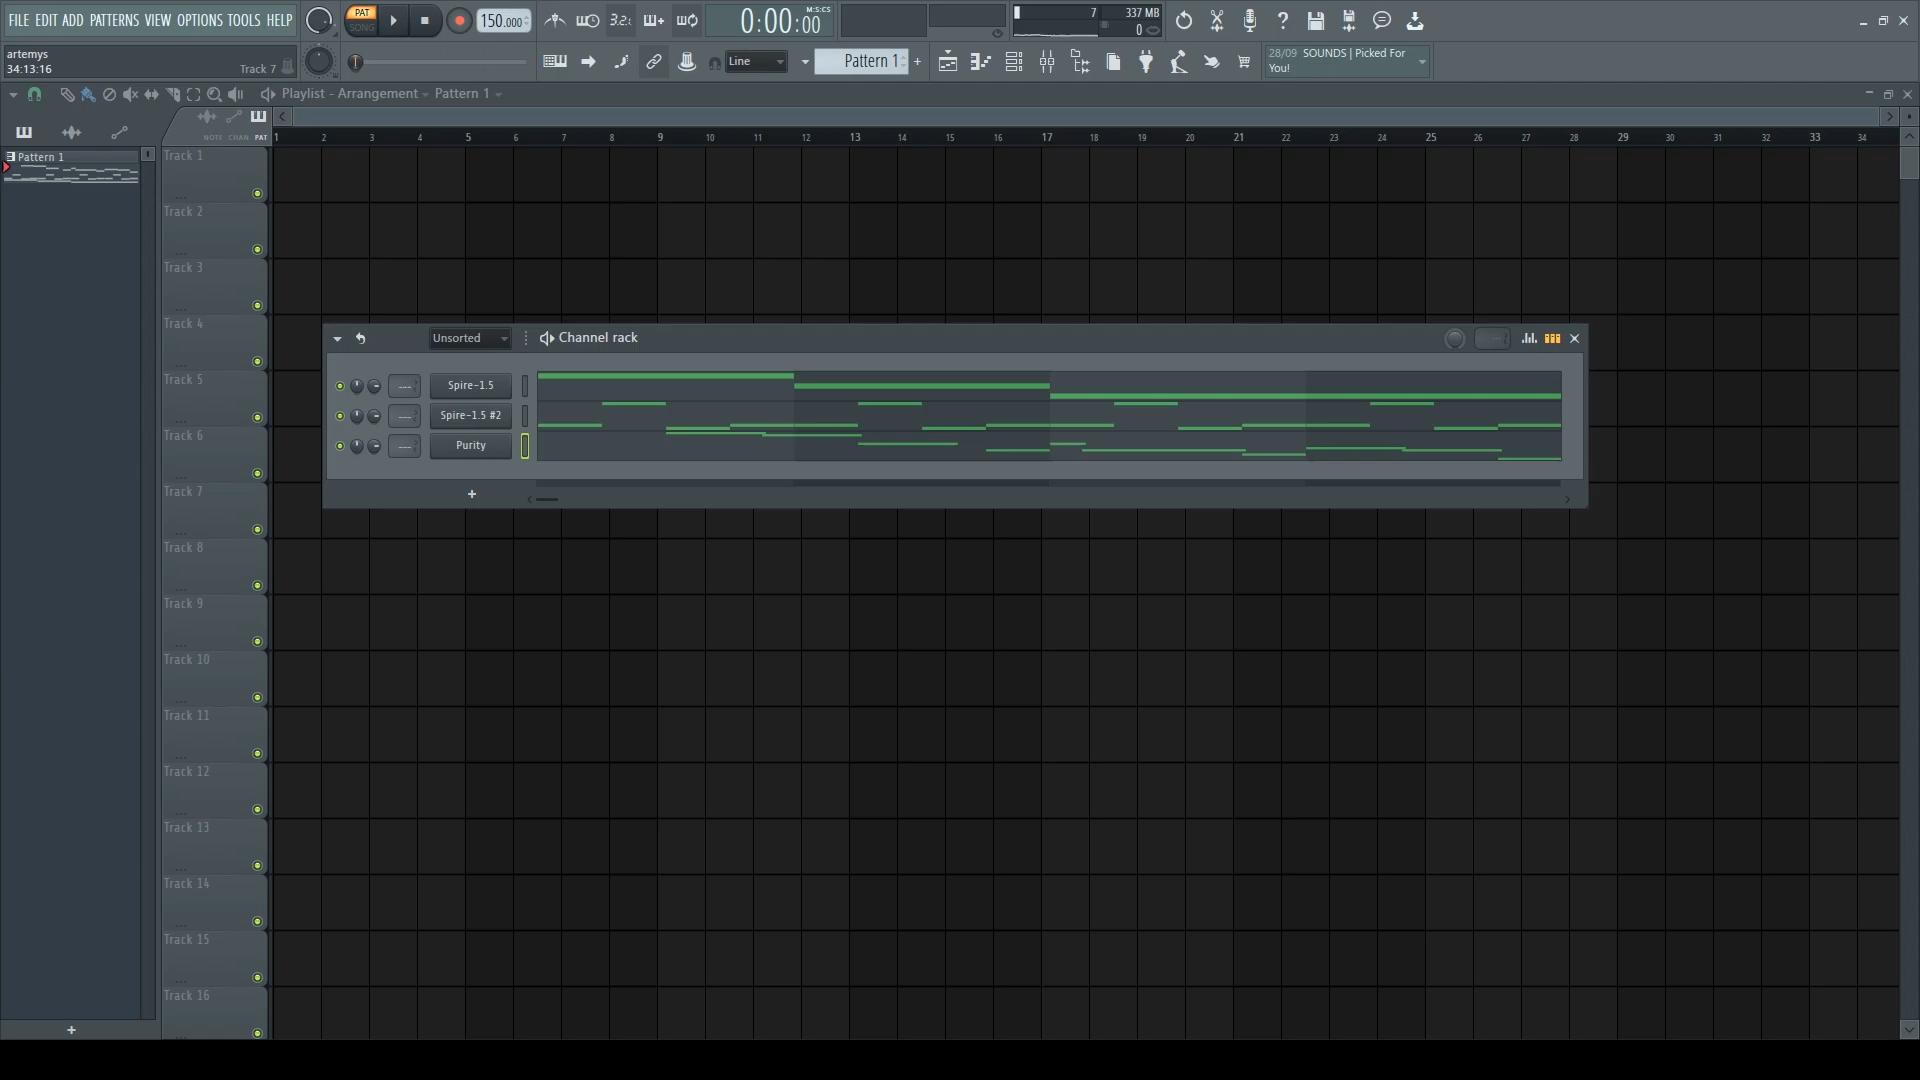 FILE EDIT ADD PATTERNS VIEW OPTIONS TOOLS HELP
PAT
SONG
150.000
3.2.
0:00:00
M:S:CS
7
337 MB
0
artemys
34:13:16
Track 7
Line
Pattern 1
+
28/09 SOUNDS | Picked For
You!
Playlist - Arrangement
Pattern 1
NOTE CHAN PAT
1 2 3 4 5 6 7 8 9 10 11 12 13 14 15 16 17 18 19 20 21 22 23 24 25 26 27 28 29 30 31 32 33 34
Pattern 1
Track 1
Track 2
Track 3
Track 4
Track 5
Track 6
Track 7
Track 8
Track 9
Track 10
Track 11
Track 12
Track 13
Track 14
Track 15
Track 16
Unsorted
Channel rack
Spire-1.5
Spire-1.5 #2
Purity
+
+